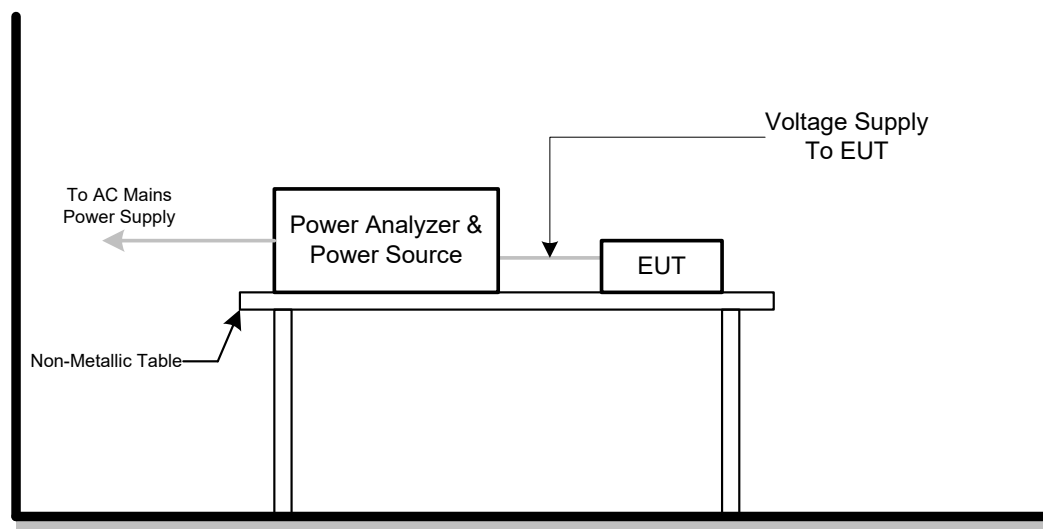 Voltage Supply
To EUT
To AC Mains
Power Supply
Power Analyzer &
Power Source
EUT
Non-Metallic Table